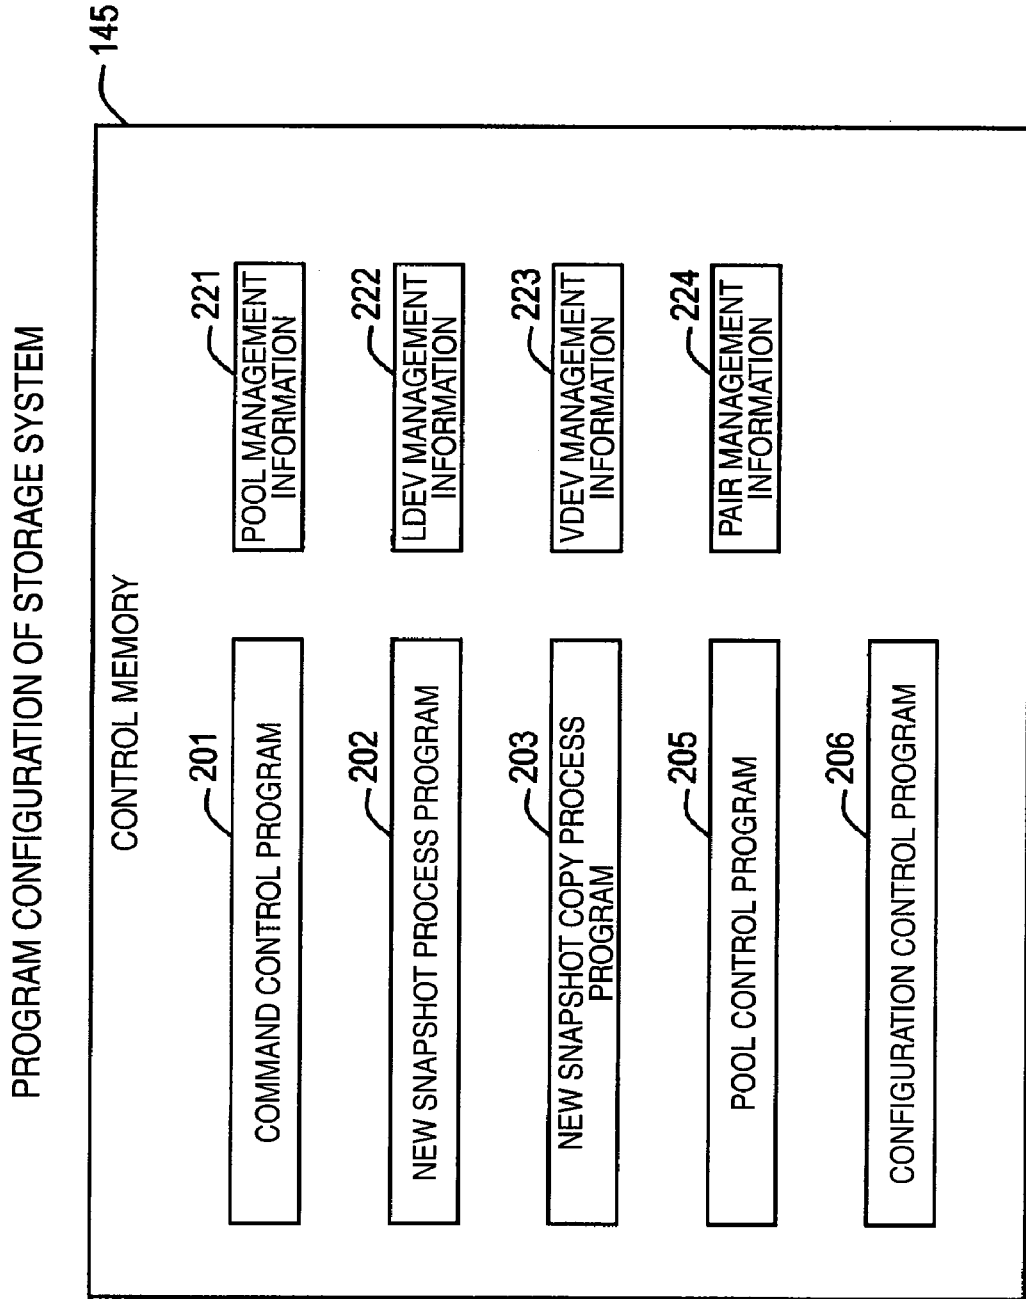 PROGRAM CONFIGURATION OF STORAGE SYSTEM
145
CONTROL MEMORY
201
COMMAND CONTROL PROGRAM
221
POOL MANAGEMENT
INFORMATION
202
NEW SNAPSHOT PROCESS PROGRAM
222
LDEV MANAGEMENT
INFORMATION
203
NEW SNAPSHOT COPY PROCESS
PROGRAM
223
VDEV MANAGEMENT
INFORMATION
205
POOL CONTROL PROGRAM
224
PAIR MANAGEMENT
INFORMATION
206
CONFIGURATION CONTROL PROGRAM